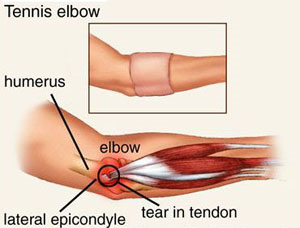 Tennis elbow
humerus
elbow
lateral epicondyle
tear in tendon